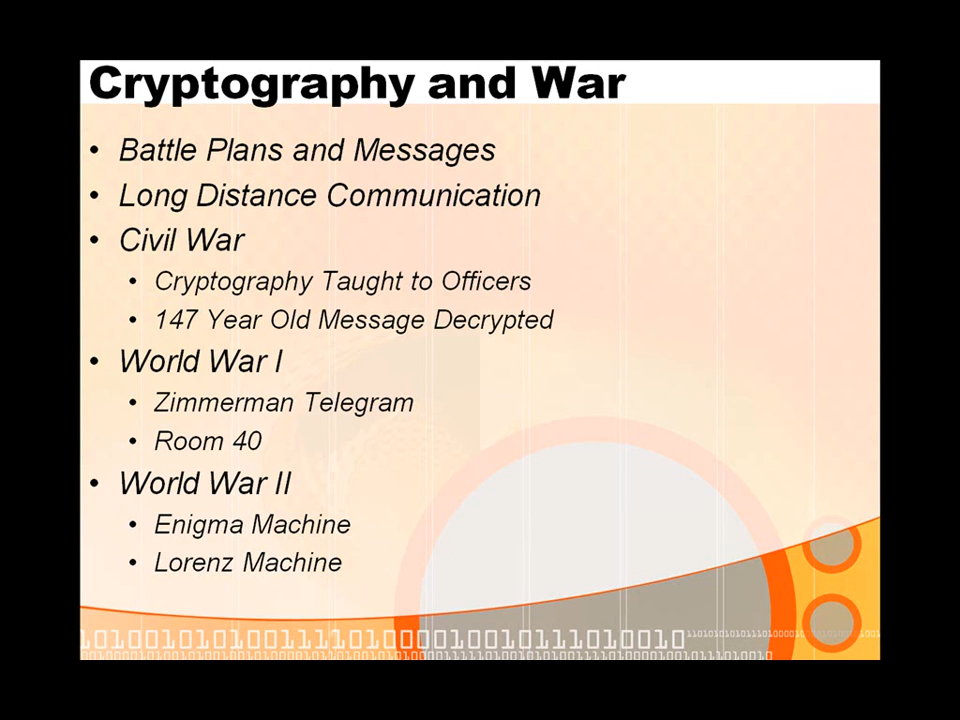 Cryptography and War
• Battle Plans and Messages
• Long Distance Communication
• Civil War
• Cryptography Taught to Officers
• 147 Year Old Message Decrypted
• World War I
• Zimmerman Telegram
• Room 40
• World War II
• Enigma Machine
• Lorenz Machine